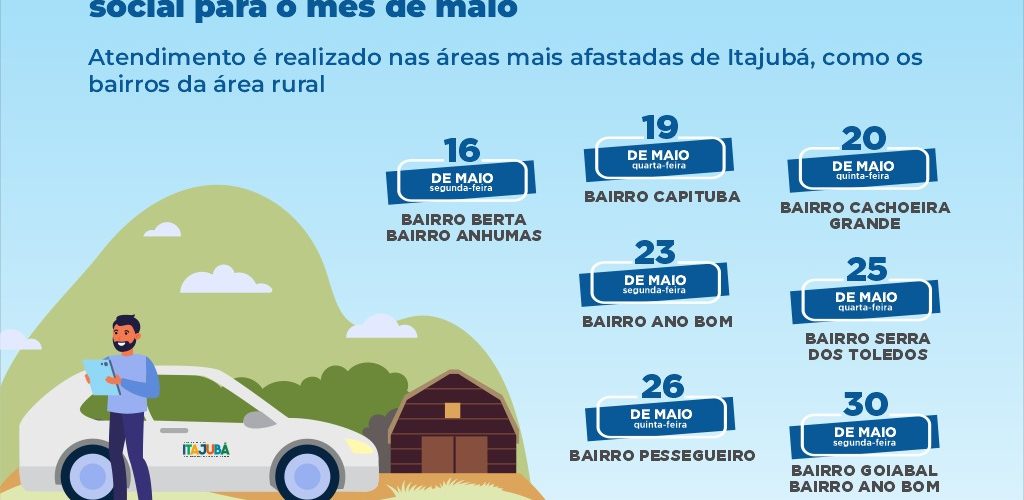 social para o mês de maio
Atendimento é realizado nas áreas mais afastadas de Itajubá, como os
bairros da área rural
16
DE MAIO
segunda-feira
BAIRRO BERTA
BAIRRO ANHUMAS
19
DE MAIO
quarta-feira
BAIRRO CAPITUBA
20
DE MAIO
quinta-feira
BAIRRO CACHOEIRA
GRANDE
23
DE MAIO
segunda-feira
BAIRRO ANO BOM
25
DE MAIO
quarta-feira
BAIRRO SERRA
DOS TOLEDOS
26
DE MAIO
quinta-feira
BAIRRO PESSEGUEIRO
30
DE MAIO
segunda-feira
BAIRRO GOIABAL
BAIRRO ANO BOM
ITAJUBÁ